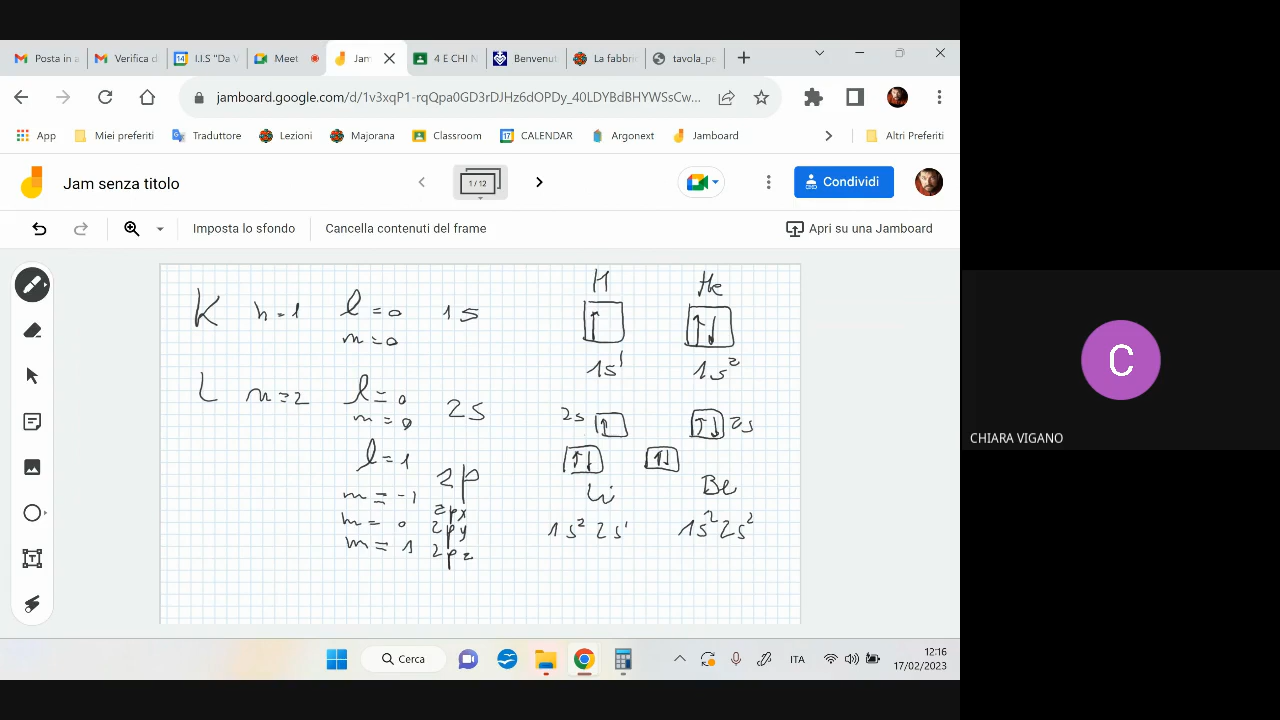 Posta in a
Verifica d
I.I.S "Da V
Meet
Jam
4 E CHI N
Benvenut
La fabbri
tavola_pe
jamboard.google.com/d/1v3xqP1-rqQpa0GD3rDJHz6dOPDy_40LDYBdBHYWSsCw...
App
Miei preferiti
Traduttore
Lezioni
Majorana
Classroom
CALENDAR
Argonext
Jamboard
Altri Preferiti
Jam senza titolo
1 / 12
Condividi
Imposta lo sfondo
Cancella contenuti del frame
Apri su una Jamboard
K n=1 l=0 1s
m=0
L n=2 l=0 2s
m=0
l=1 2p
m=-1 2px
m=0 2py
m=1 2pz
H He
↑ ↑↓
1s¹ 1s²
2s ↑ ↑↓ 2s
↑↓ ↑↓
Li Be
1s² 2s¹ 1s² 2s²
C
CHIARA VIGANO
Cerca
ITA
12:16
17/02/2023